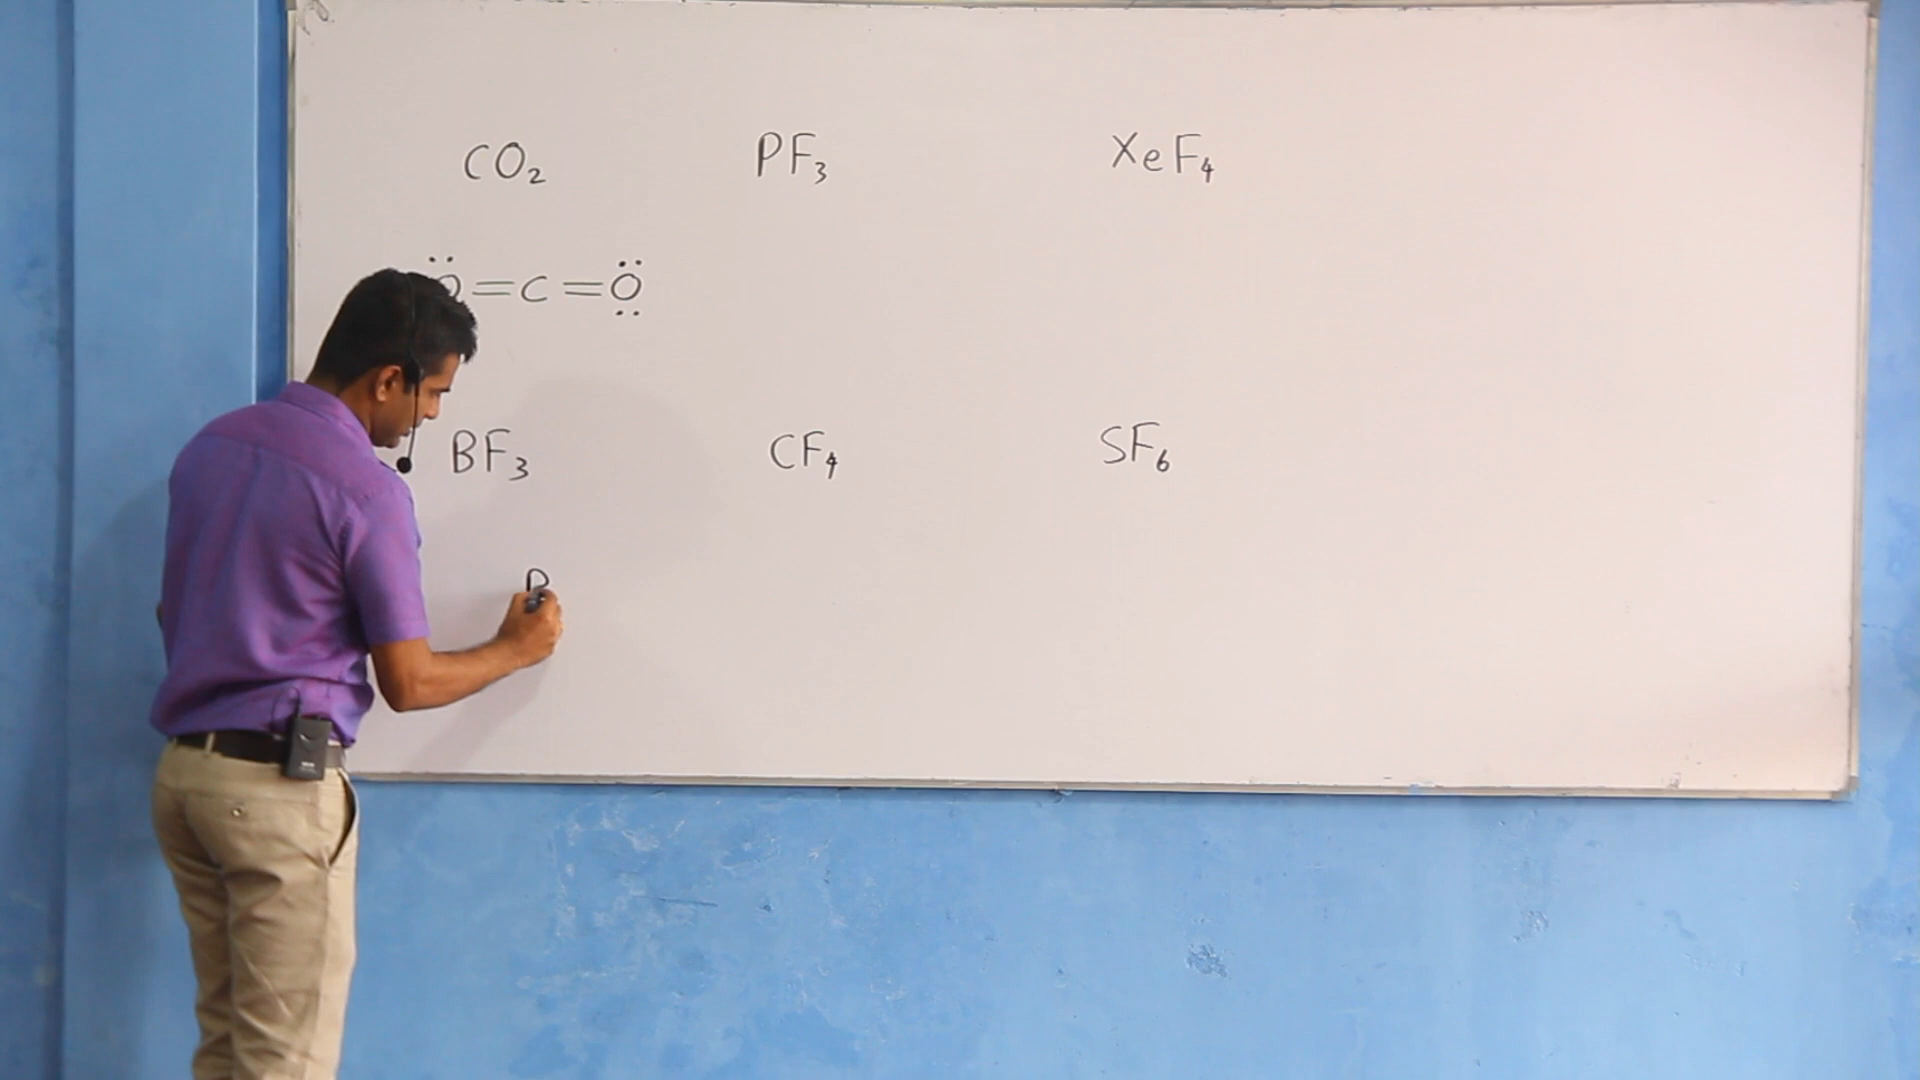 CO₂ PF₃ XeF₄
O=C=O
BF₃ CF₄ SF₆